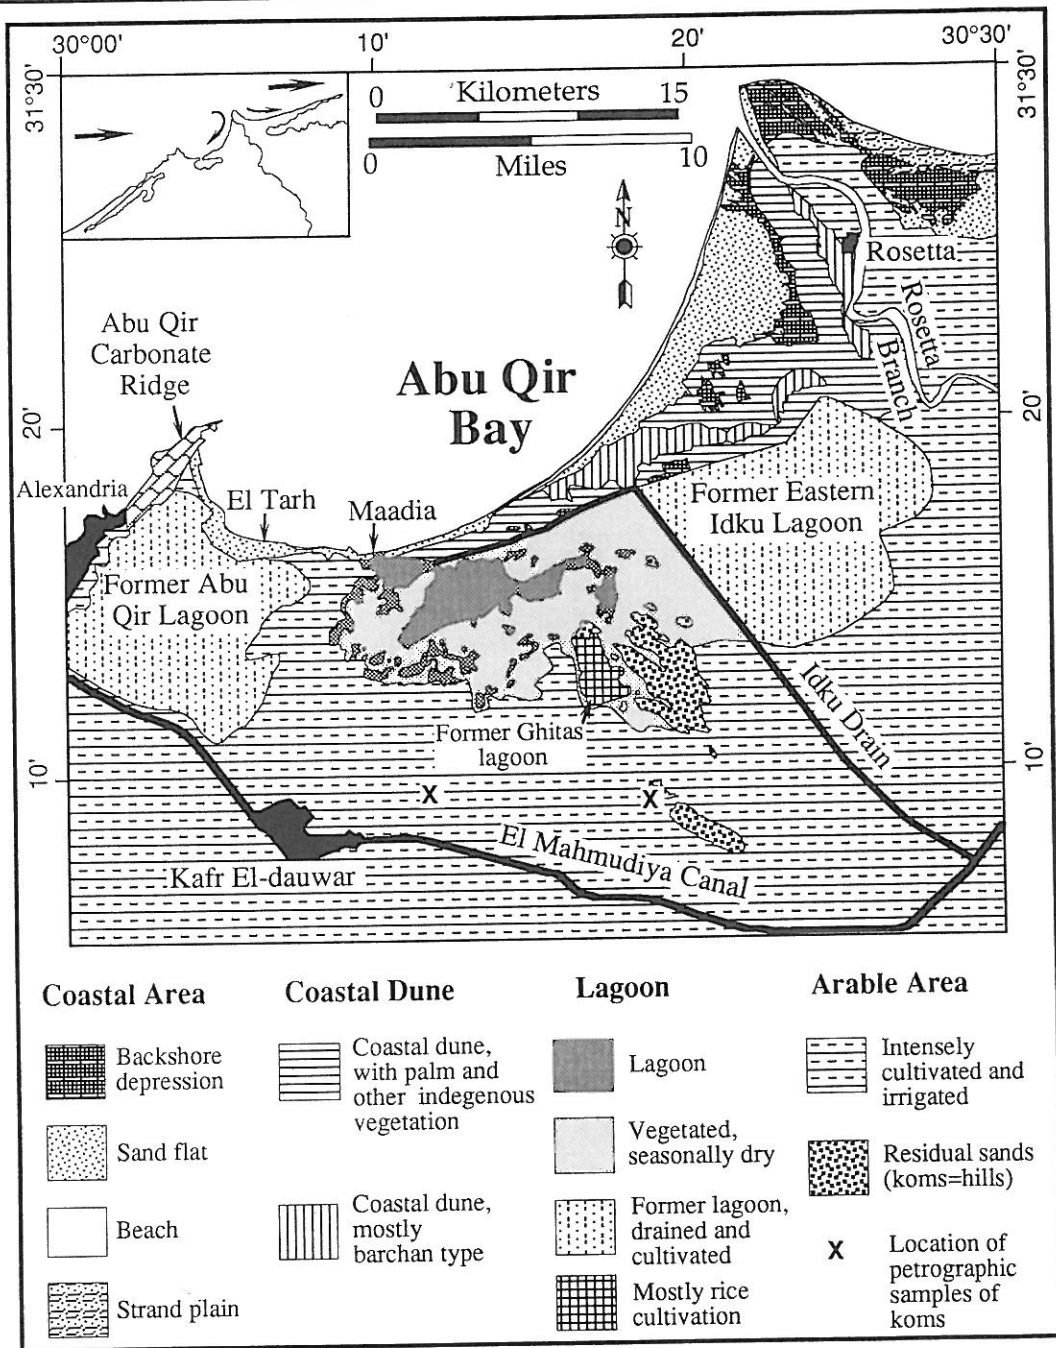 30°00'
10'
20'
30°30'
31°30'
31°30'
0 Kilometers 15
0 Miles 10
N
Rosetta
Rosetta
Branch
Abu Qir
Carbonate
Ridge
Abu Qir
Bay
20'
20'
Alexandria
El Tarh
Maadia
Former Eastern
Idku Lagoon
Former Abu
Qir Lagoon
Idku Drain
Former Ghitas
lagoon
10'
10'
X
X
El Mahmudiya Canal
Kafr El-dauwar
Coastal Area
Backshore
depression
Sand flat
Beach
Strand plain
Coastal Dune
Coastal dune,
with palm and
other indegenous
vegetation
Coastal dune,
mostly
barchan type
Lagoon
Lagoon
Vegetated,
seasonally dry
Former lagoon,
drained and
cultivated
Mostly rice
cultivation
Arable Area
Intensely
cultivated and
irrigated
Residual sands
(koms=hills)
X
Location of
petrographic
samples of
koms